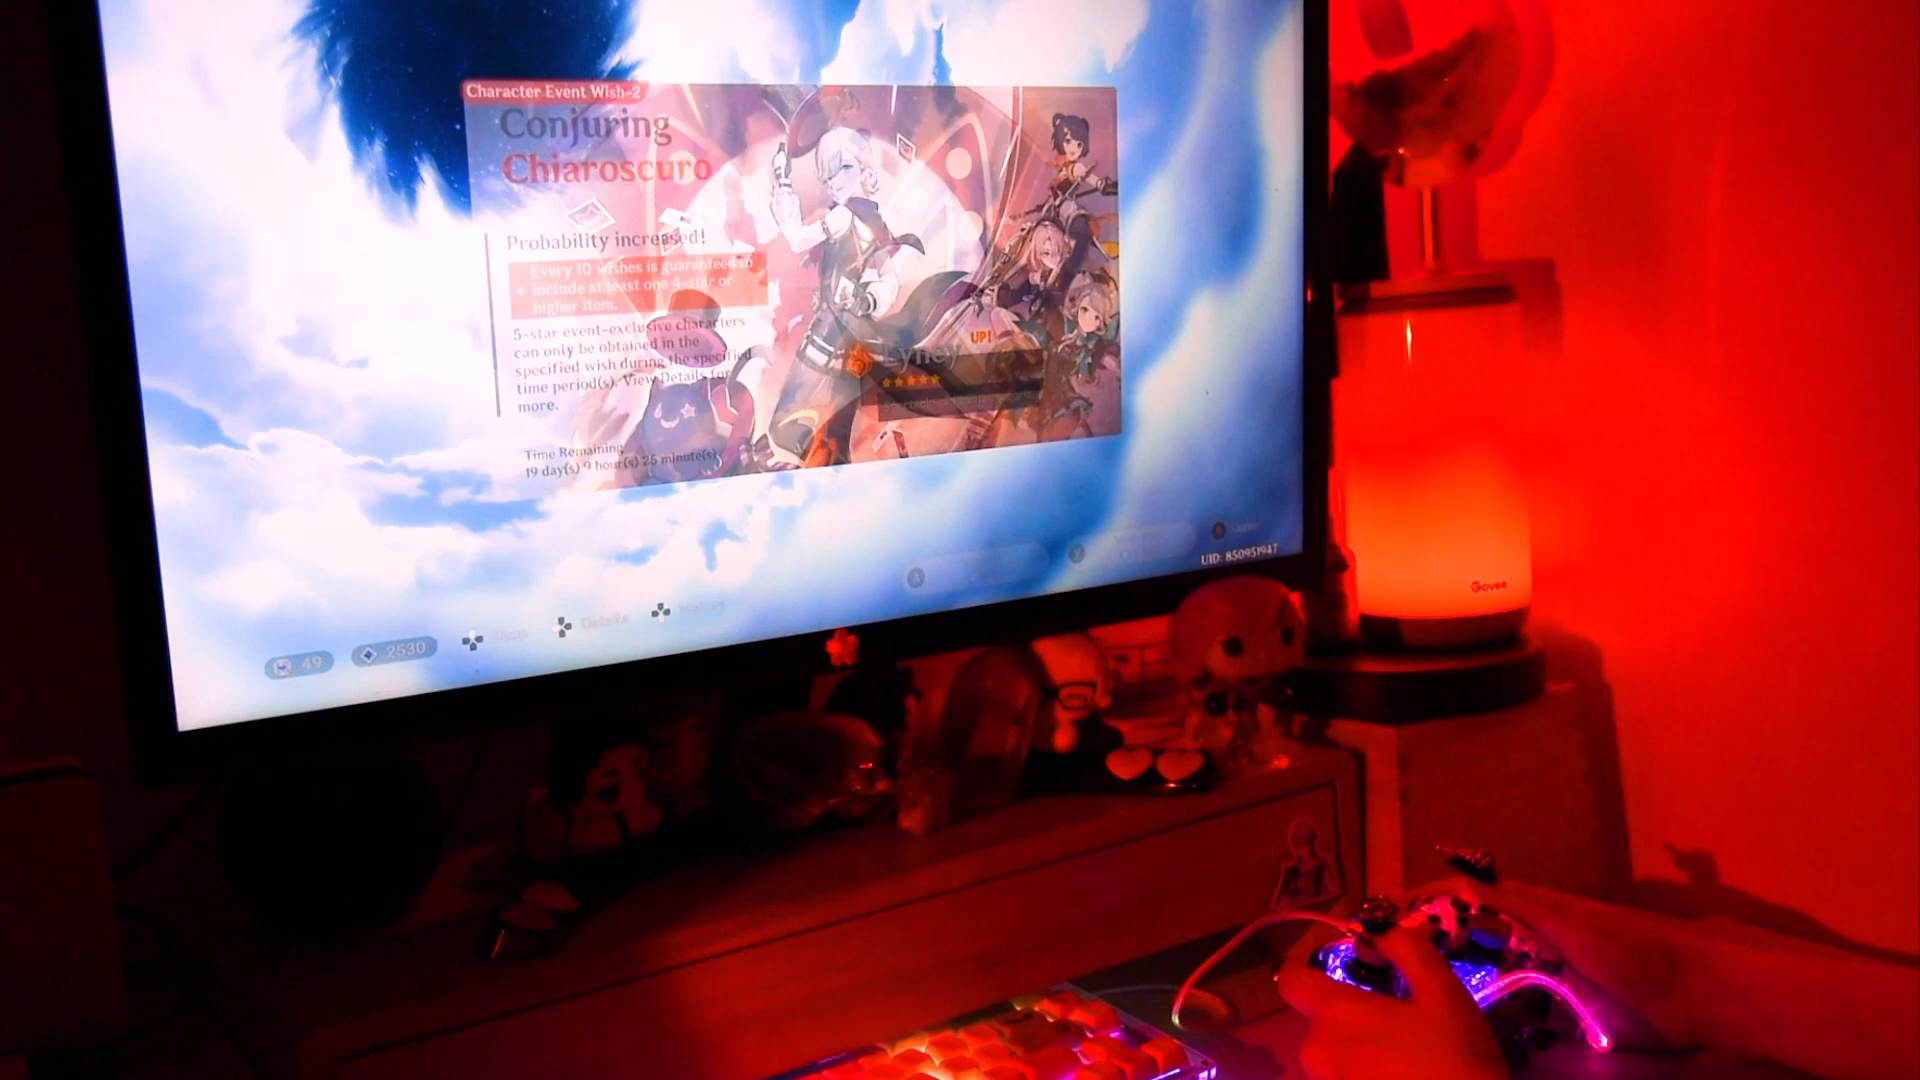 Character Event Wish-2
Conjuring
Chiaroscuro
Probability increased!
Every 10 wishes is guaranteed to
include at least one 4-star or
higher item.
5-star event-exclusive characters
can only be obtained in the
specified wish during the specified
time period(s). View Details for
more.
Time Remaining
19 day(s) 9 hour(s) 25 minute(s)
UP!
Lyney
UID: 850951947
49
2530
Shop
Details
History
Govee